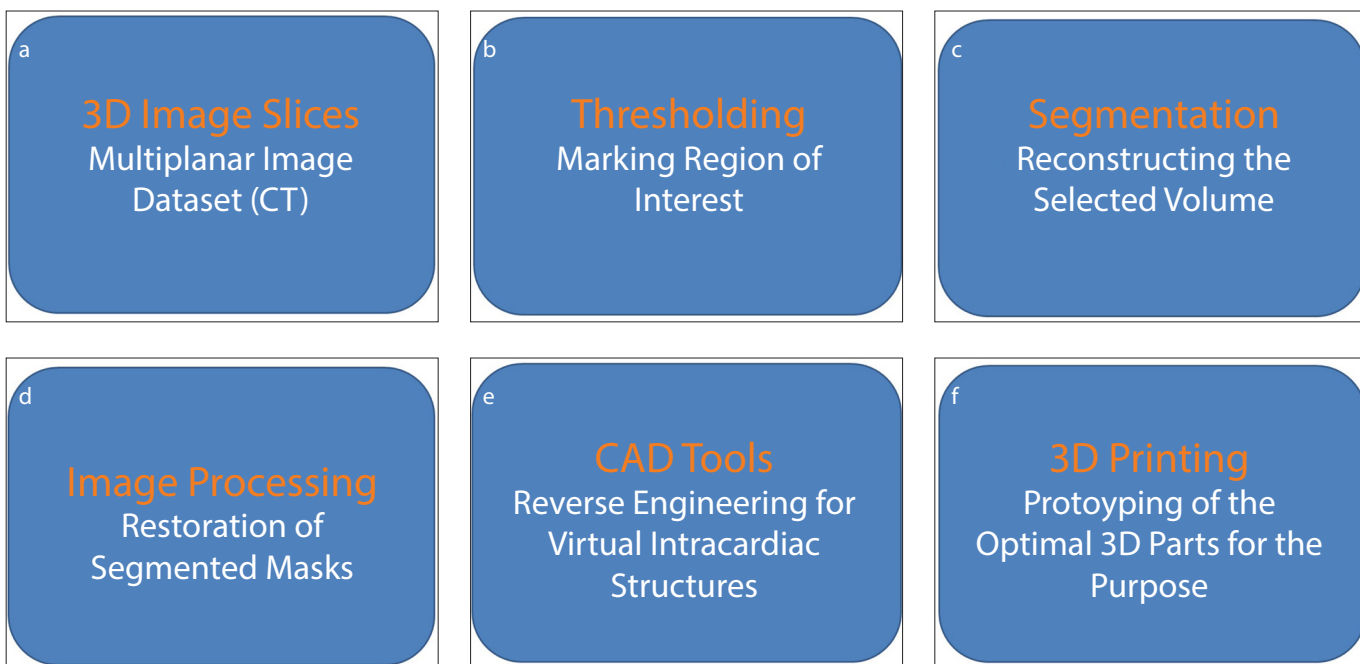 a
3D Image Slices
Multiplanar Image
Dataset (CT)
b
Thresholding
Marking Region of
Interest
c
Segmentation
Reconstructing the
Selected Volume
d
Image Processing
Restoration of
Segmented Masks
e
CAD Tools
Reverse Engineering for
Virtual Intracardiac
Structures
f
3D Printing
Protoyping of the
Optimal 3D Parts for the
Purpose